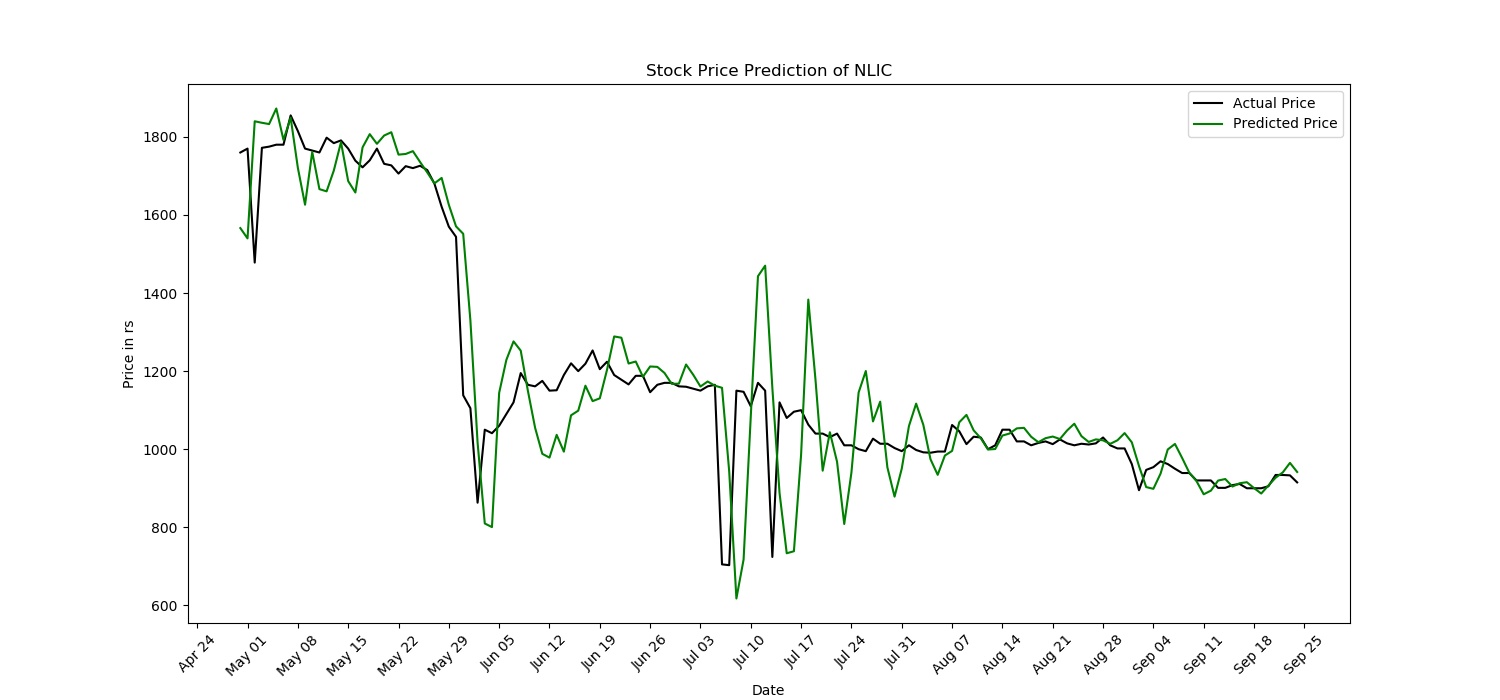 Stock Price Prediction of NLIC
Actual Price
Predicted Price
Price in rs
1800
1600
1400
1200
1000
800
600
Apr 24
May 01
May 08
May 15
May 22
May 29
Jun 05
Jun 12
Jun 19
Jun 26
Jul 03
Jul 10
Jul 17
Jul 24
Jul 31
Aug 07
Aug 14
Aug 21
Aug 28
Sep 04
Sep 11
Sep 18
Sep 25
Date